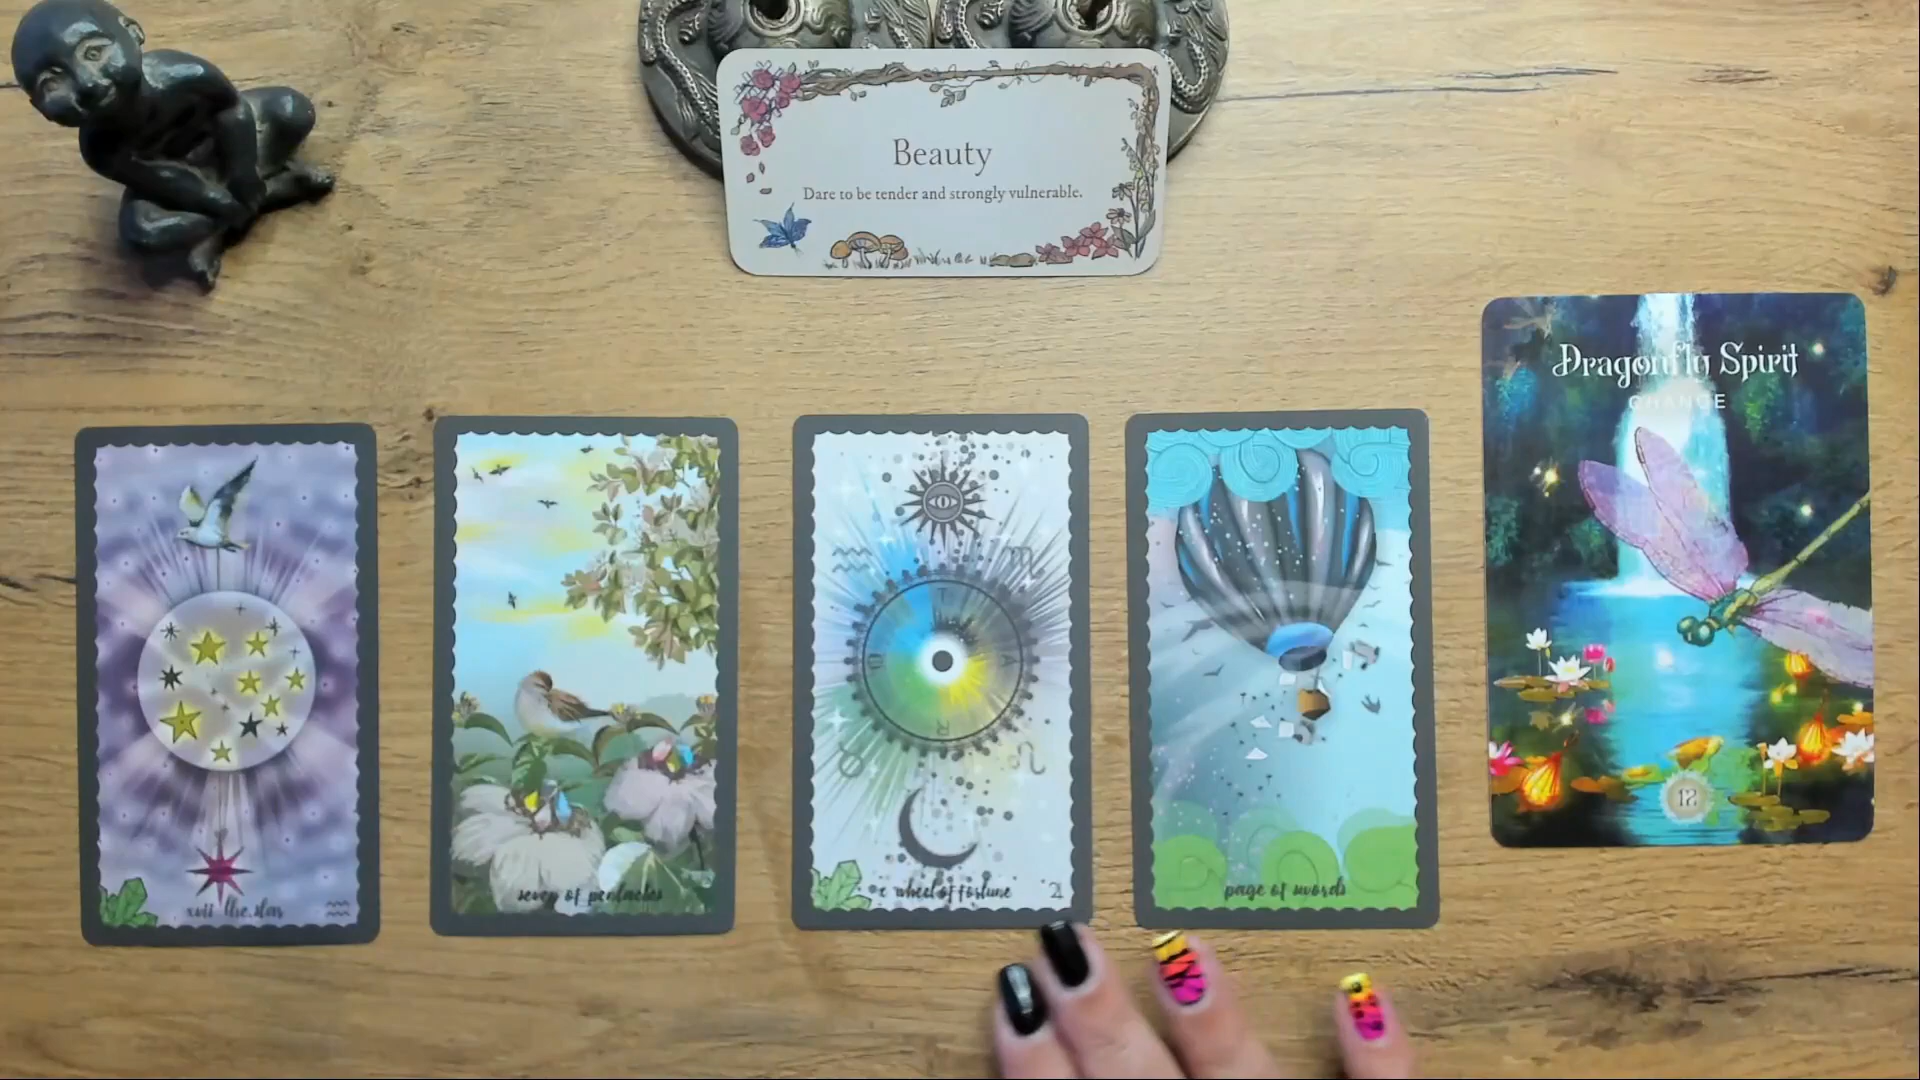 Beauty
Dare to be tender and strongly vulnerable.
Dragonfly Spirit
CHANGE
12
xvii the star
seven of pentacles
T
A
R
O
wheel of fortune
page of swords